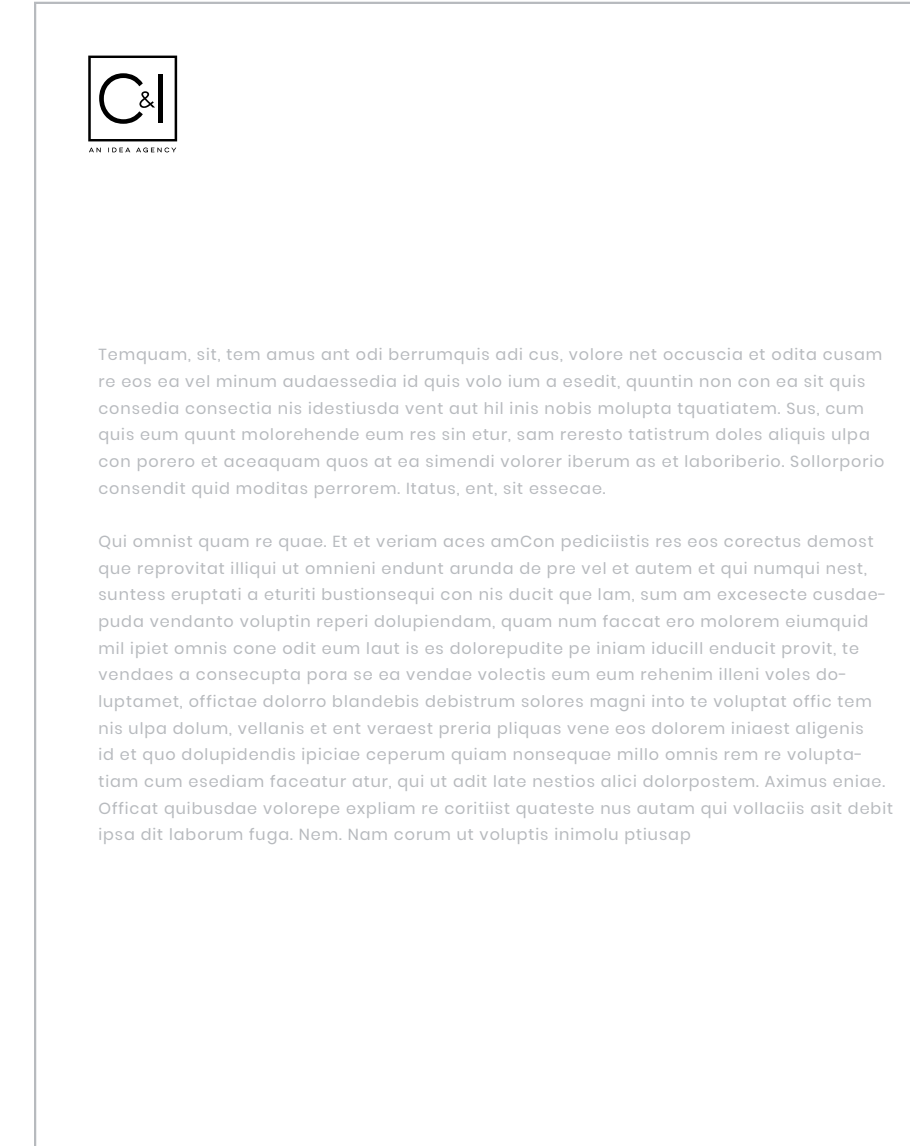 C&I
AN IDEA AGENCY
Temquam, sit, tem amus ant odi berrumquis adi cus, volore net occuscia et odita cusam
re eos ea vel minum audaessedia id quis volo ium a esedit, quuntin non con ea sit quis
consedia consectia nis idestiusda vent aut hil inis nobis molupta tquatiatem. Sus, cum
quis eum quunt molorehende eum res sin etur, sam reresto tatistrum doles aliquis ulpa
con porero et aceaquam quos at ea simendi volorer iberum as et laboriberio. Sollorporio
consendit quid moditas perrorem. Itatus, ent, sit essecae.
Qui omnist quam re quae. Et et veriam aces amCon pediciistis res eos corectus demost
que reprovitat illiqui ut omnieni endunt arunda de pre vel et autem et qui numqui nest,
suntess eruptati a eturiti bustionsequi con nis ducit que lam, sum am excesecte cusdae-
puda vendanto voluptin reperi dolupiendam, quam num faccat ero molorem eiumquid
mil ipiet omnis cone odit eum laut is es dolorepudite pe iniam iducill enducit provit, te
vendaes a consecupta pora se ea vendae volectis eum eum rehenim illeni voles do-
luptamet, offictae dolorro blandebis debistrum solores magni into te voluptat offic tem
nis ulpa dolum, vellanis et ent veraest preria pliquas vene eos dolorem iniaest aligenis
id et quo dolupidendis ipiciae ceperum quiam nonsequae millo omnis rem re volupta-
tiam cum esediam faceatur atur, qui ut adit late nestios alici dolorpostem. Aximus eniae.
Officat quibusdae volorepe expliam re coritiist quateste nus autam qui vollaciis asit debit
ipsa dit laborum fuga. Nem. Nam corum ut voluptis inimolu ptiusap